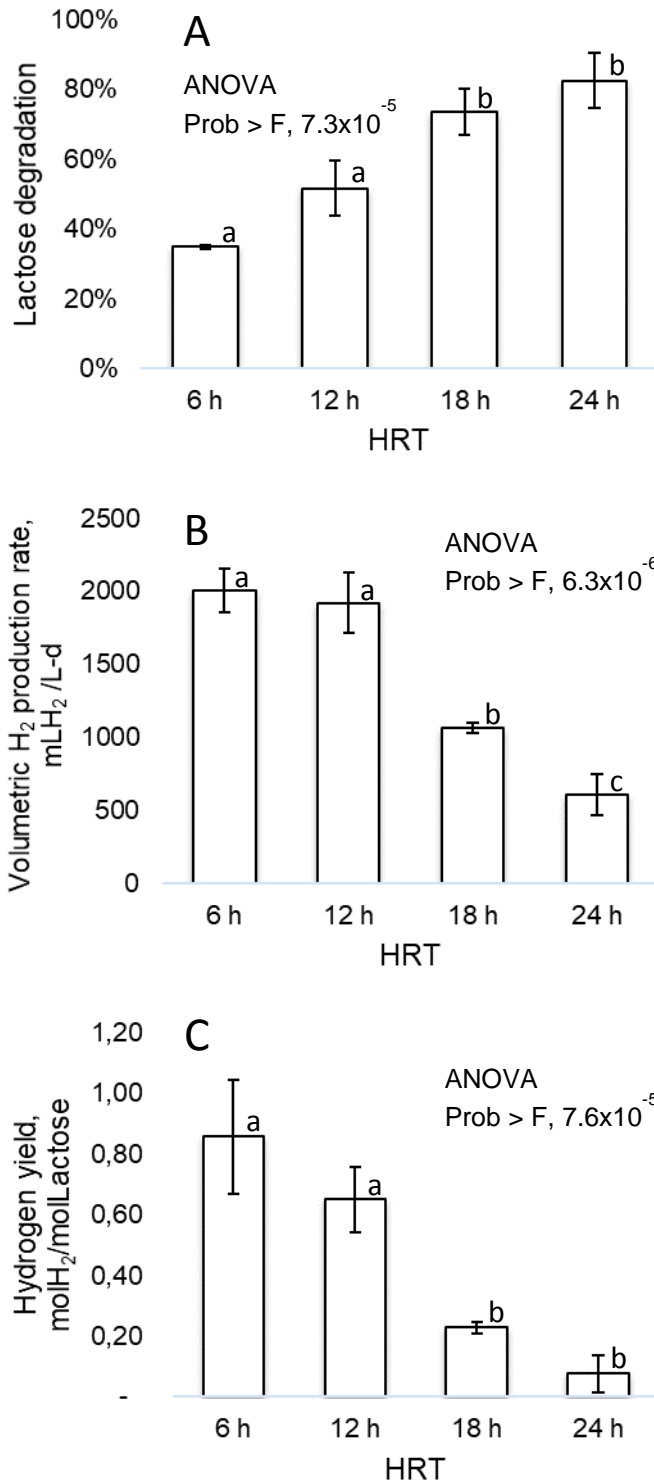 A
ANOVA
Prob > F, 7.3x10⁻⁵
Lactose degradation
100%
80%
60%
40%
20%
0%
a
a
b
b
6 h 12 h 18 h 24 h
HRT
B
ANOVA
Prob > F, 6.3x10⁻⁶
Volumetric H₂ production rate,
mLH₂ /L-d
2500
2000
1500
1000
500
0
a
a
b
c
6 h 12 h 18 h 24 h
HRT
C
ANOVA
Prob > F, 7.6x10⁻⁵
Hydrogen yield,
molH₂/molLactose
1,20
1,00
0,80
0,60
0,40
0,20
-
a
a
b
b
6 h 12 h 18 h 24 h
HRT